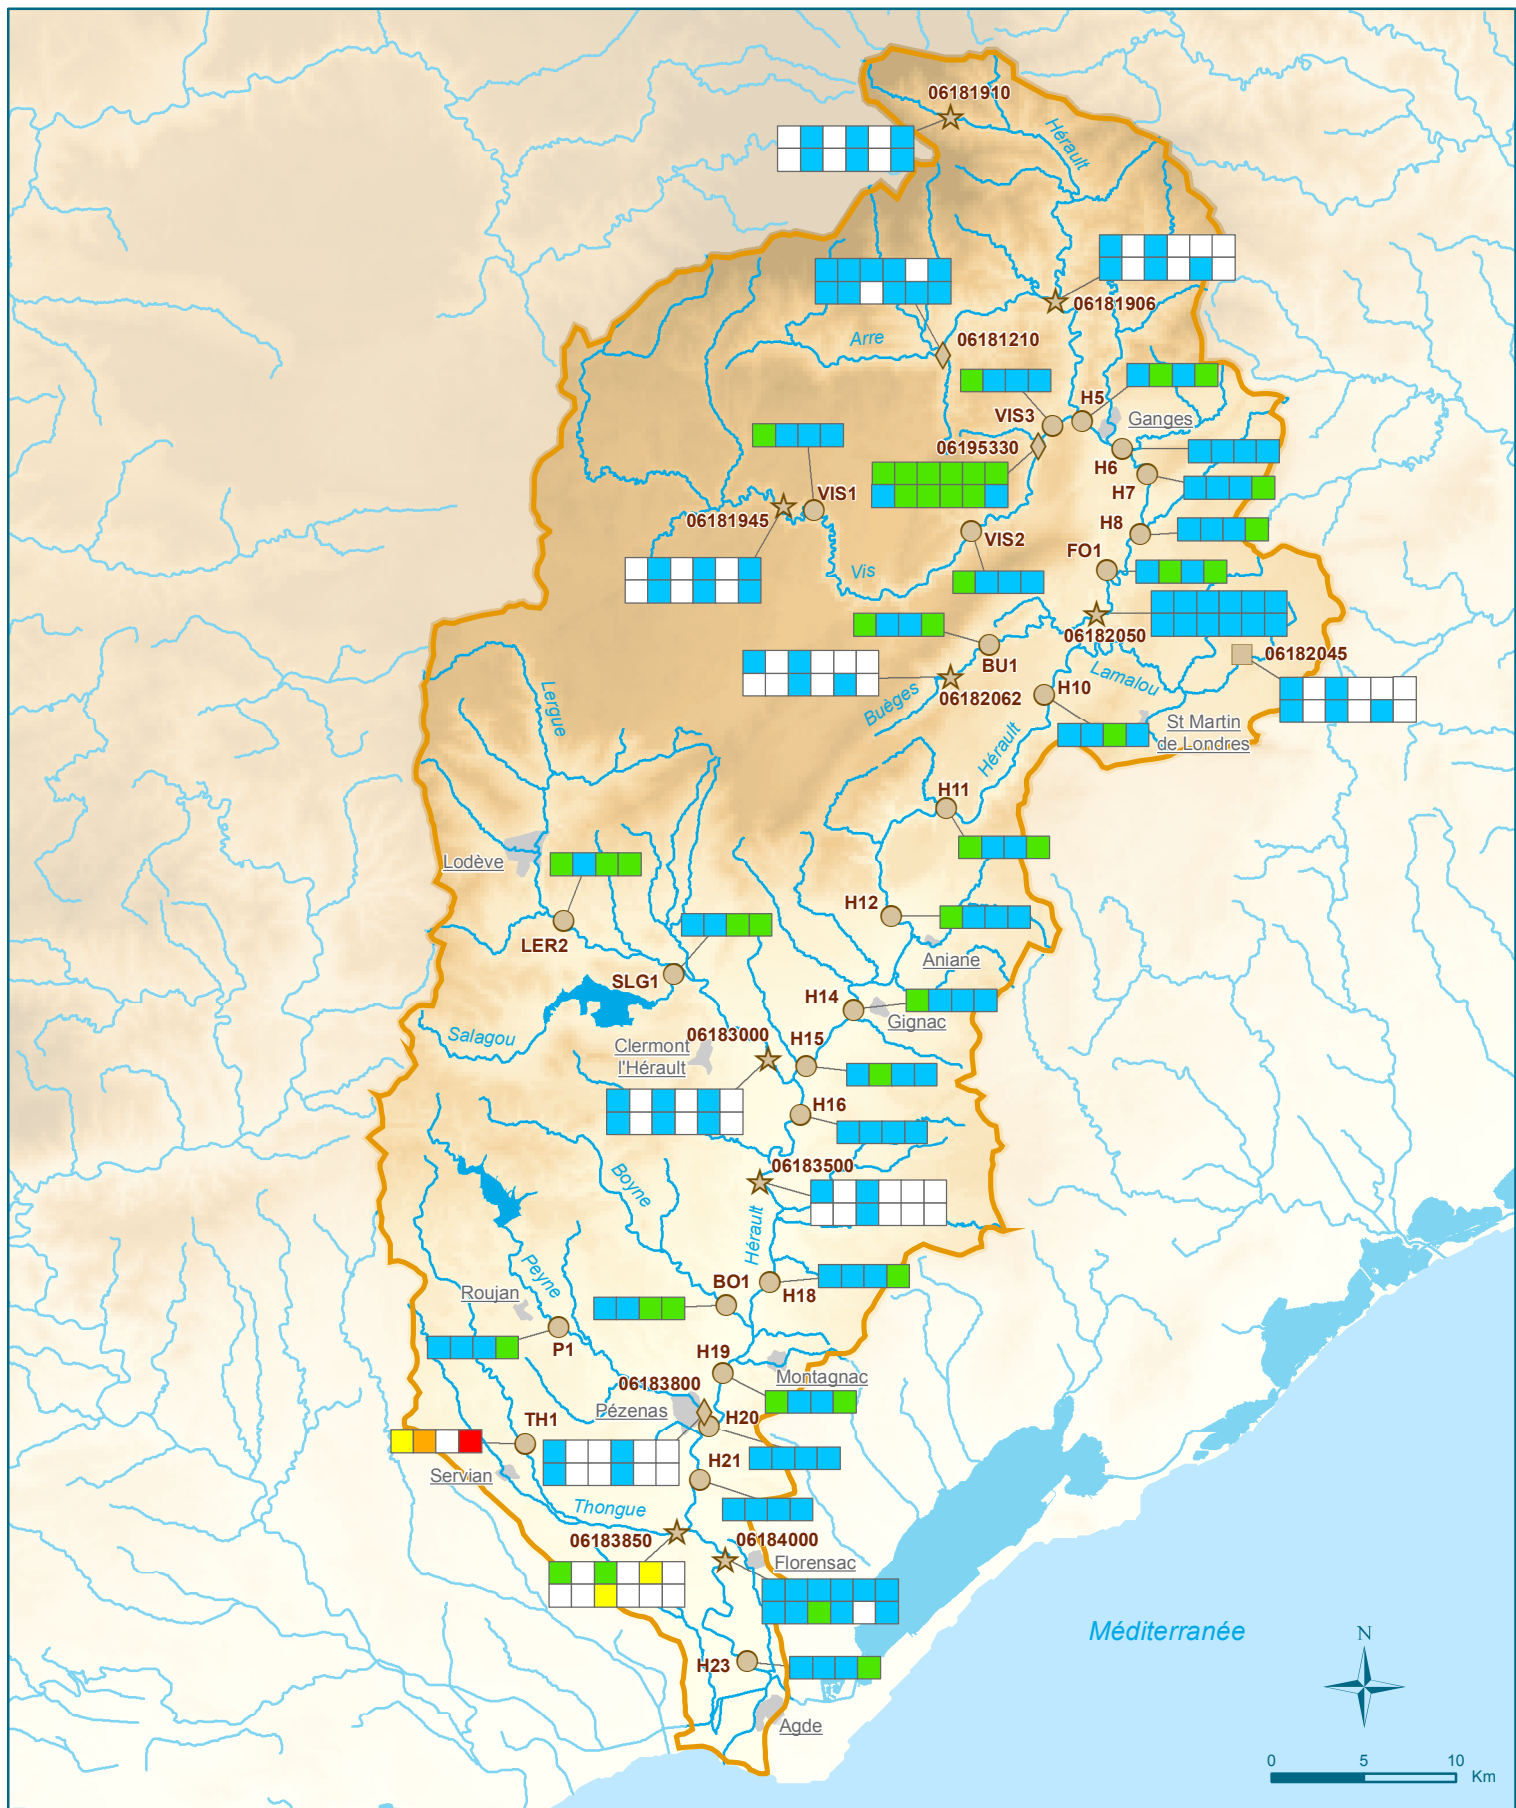 06181910
Hérault
06181906
Arre
06181210
H5
VIS3
Ganges
06195330
H6
H7
VIS1
06181945
H8
VIS2
FO1
Vis
06182050
06182045
BU1
Lamalou
Buèges
06182062
H10
Lergue
St Martin
de Londres
Hérault
H11
Lodève
H12
LER2
Aniane
SLG1
H14
Gignac
Salagou
06183000
H15
Clermont
l'Hérault
H16
06183500
Boyne
Hérault
Peyne
BO1
H18
Roujan
P1
H19
Montagnac
06183800
Pézenas
H20
TH1
H21
Servian
Thongue
06183850
06184000
Florensac
Méditerranée
N
H23
Agde
0 5 10
Km